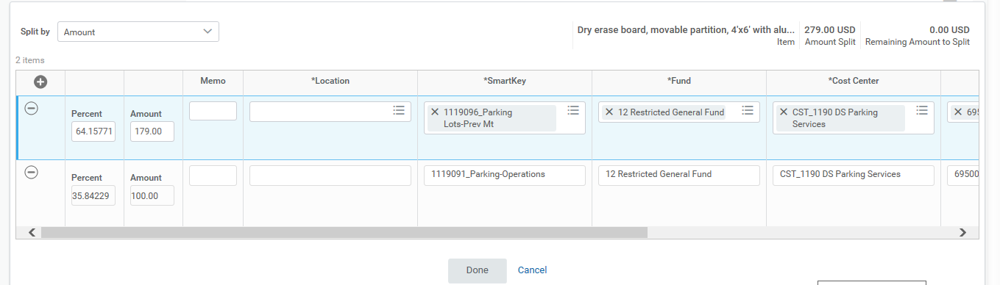 Split by
Amount
Dry erase board, movable partition, 4'x6' with alu...
Item
279.00 USD
Amount Split
0.00 USD
Remaining Amount to Split
2 items
Memo
*Location
*SmartKey
*Fund
*Cost Center
Percent
64.15771
Amount
179.00
1119096_Parking
Lots-Prev Mt
12 Restricted General Fund
CST_1190 DS Parking
Services
695
Percent
35.84229
Amount
100.00
1119091_Parking-Operations
12 Restricted General Fund
CST_1190 DS Parking Services
69500
Done
Cancel